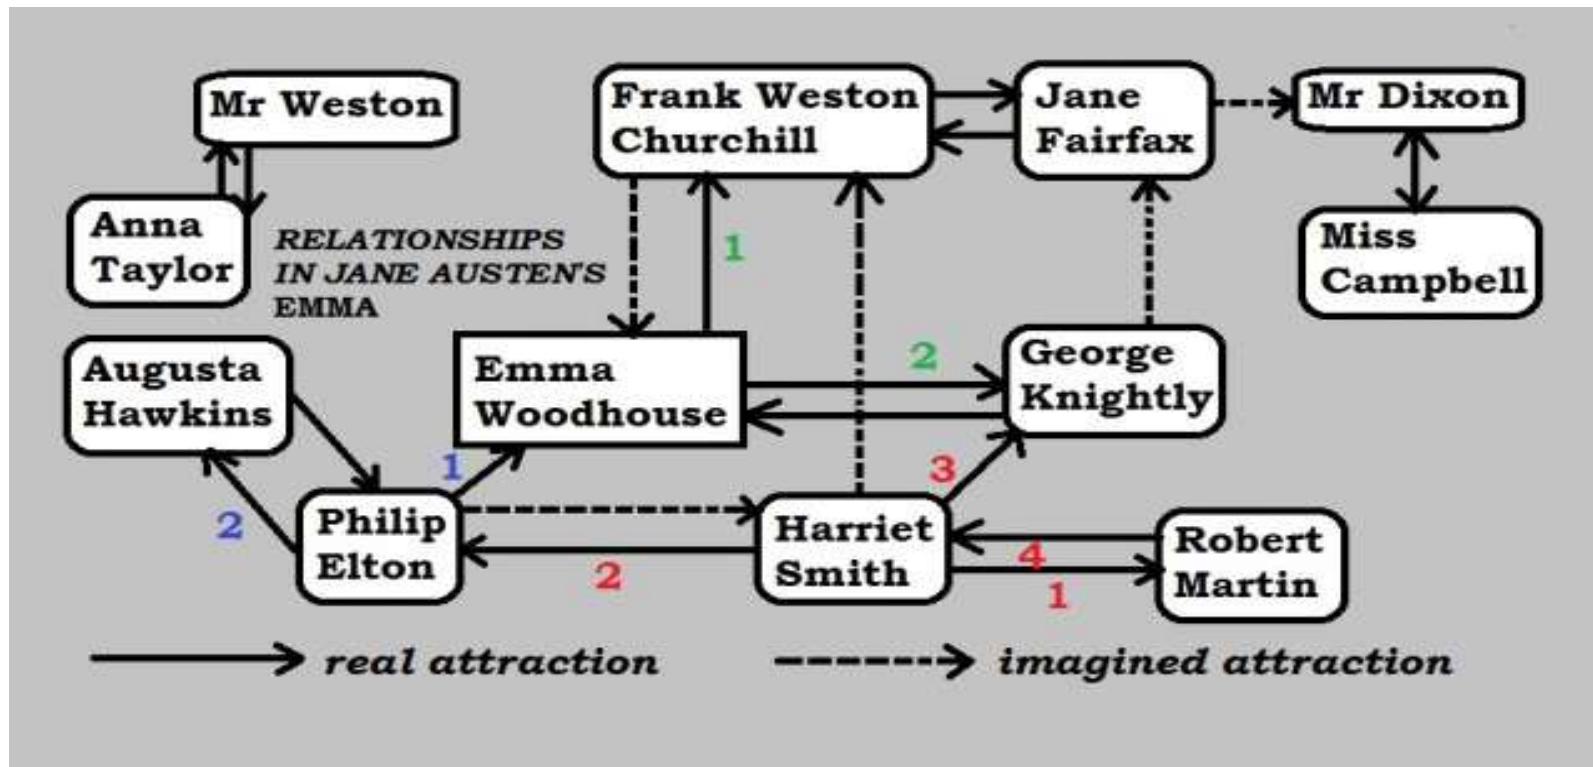 Mr Weston
Frank Weston
Churchill
Jane
Fairfax
Mr Dixon
Anna
Taylor
RELATIONSHIPS
IN JANE AUSTEN'S
EMMA
1
Miss
Campbell
Augusta
Hawkins
Emma
Woodhouse
2
George
Knightly
1
2
3
Philip
Elton
Harriet
Smith
Robert
Martin
2
4
1
real attraction
imagined attraction